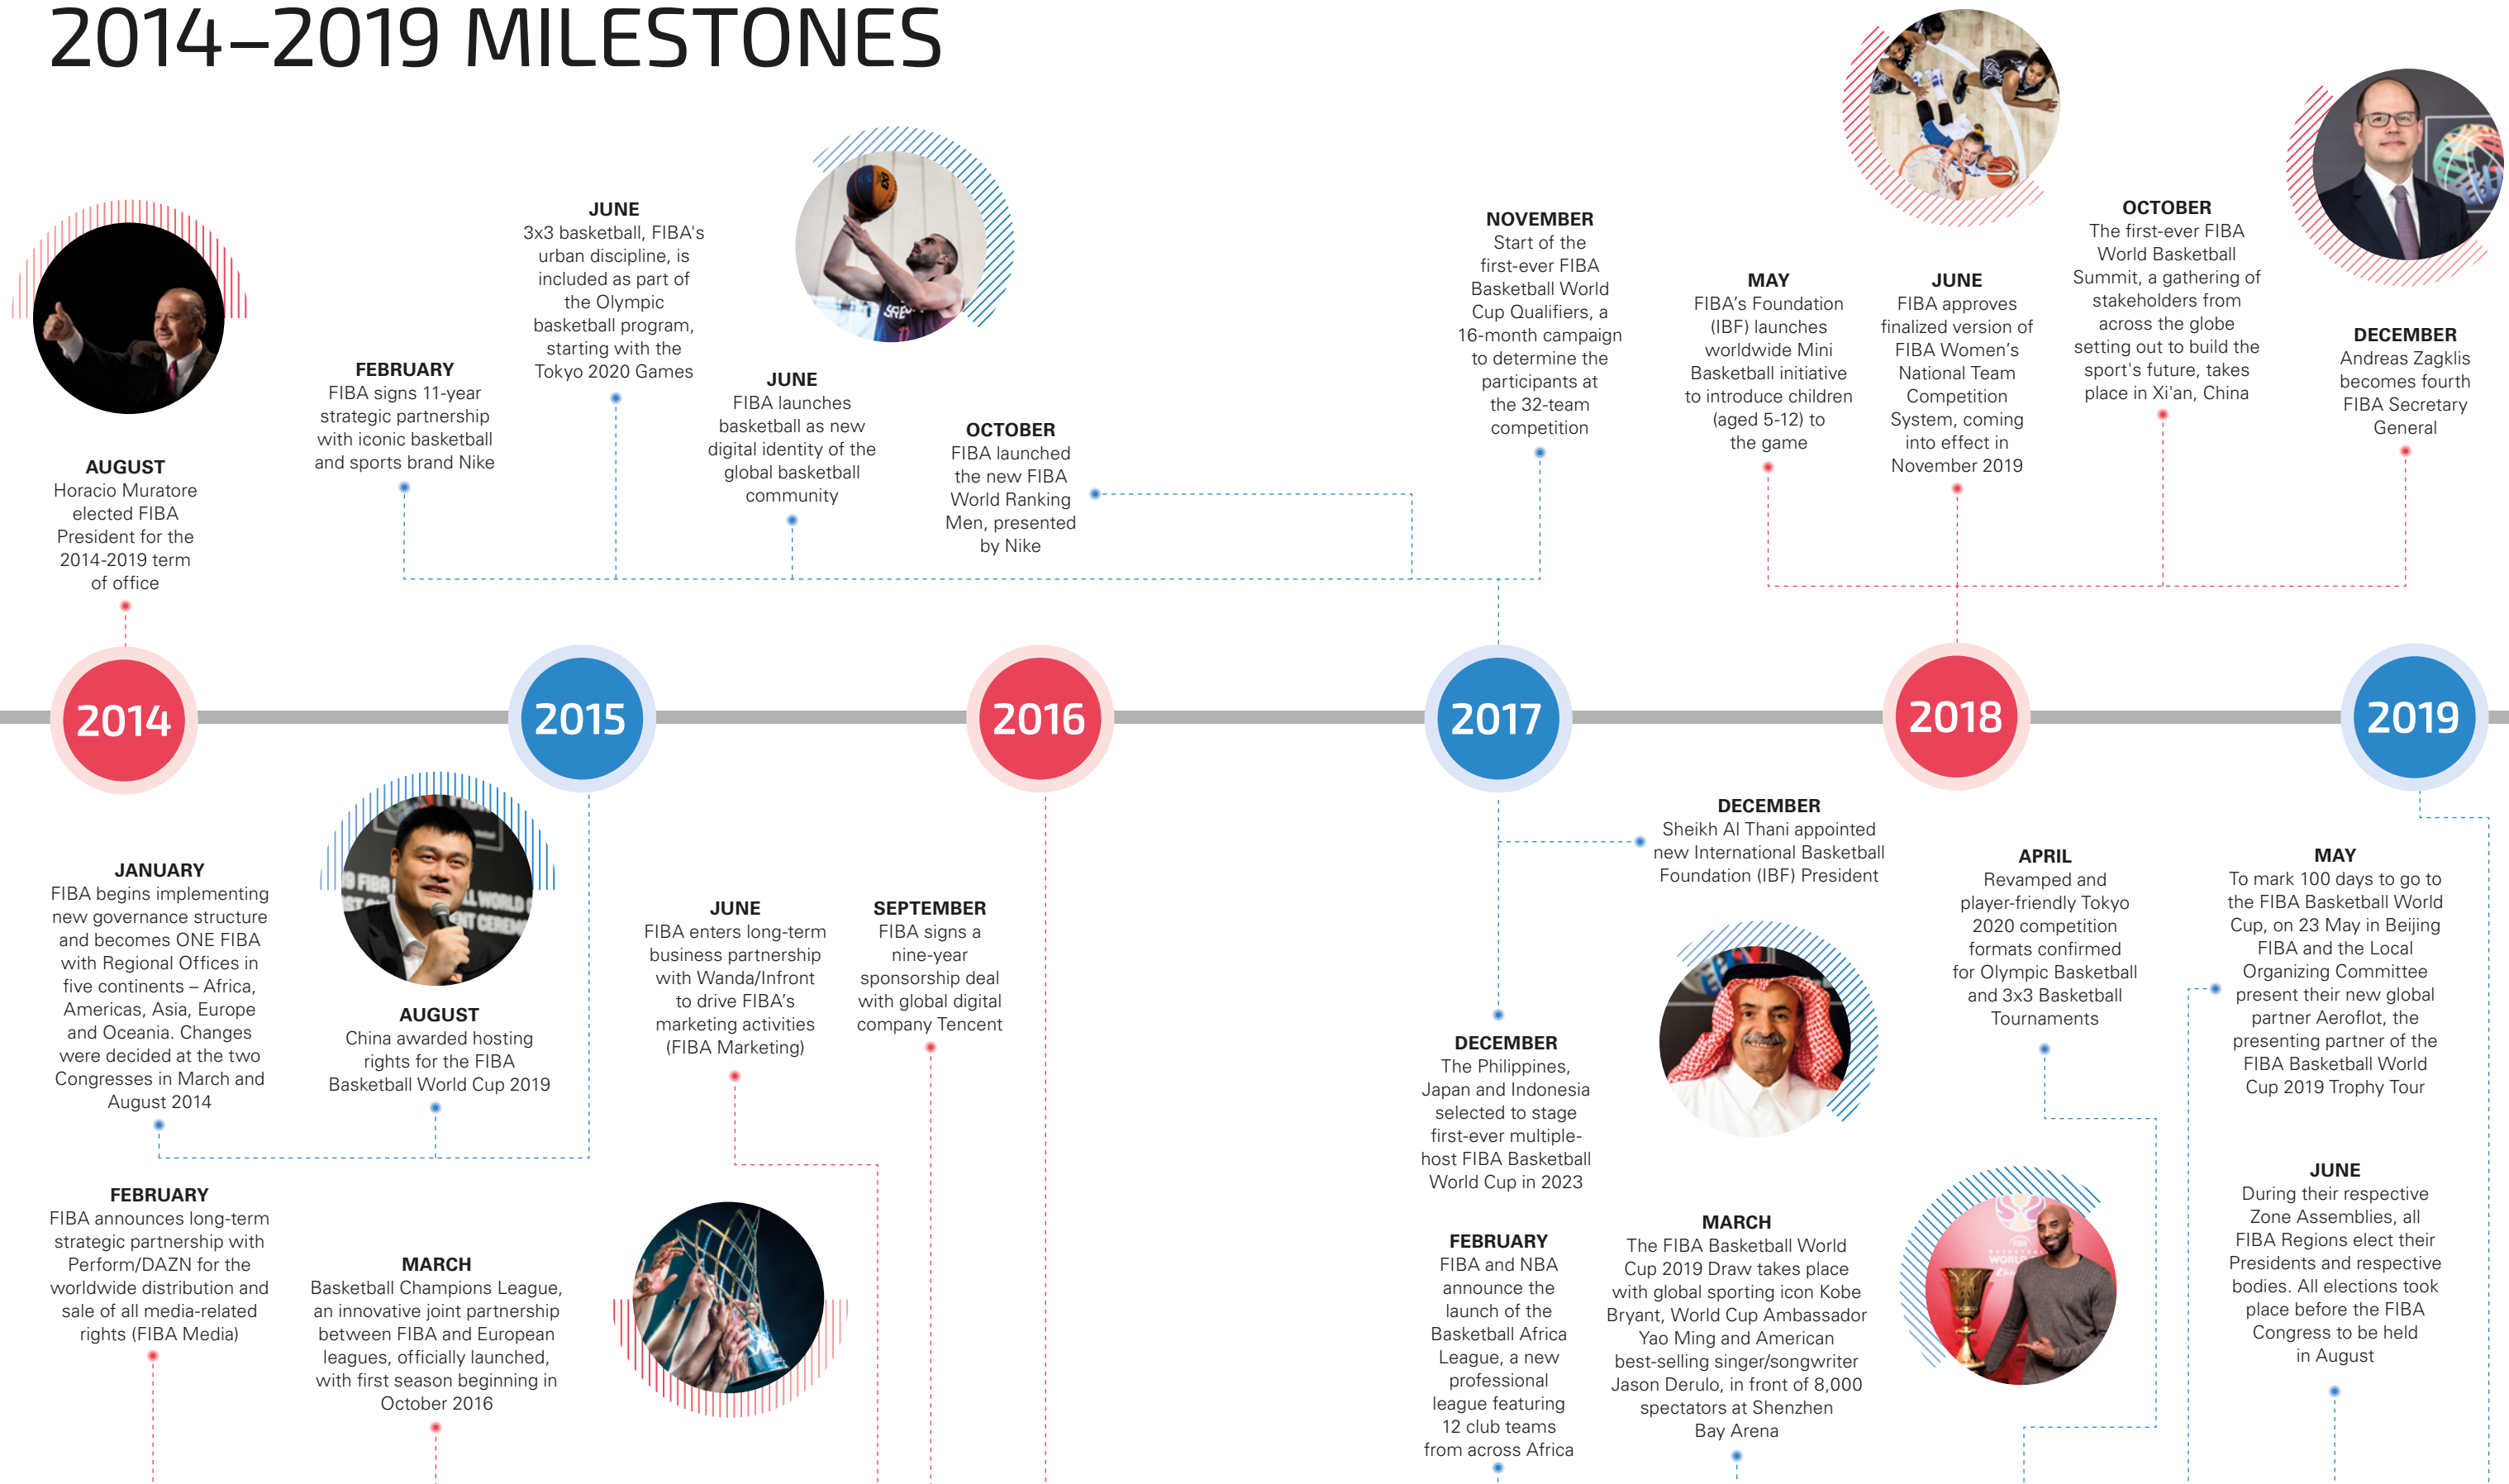 2014–2019 MILESTONES
AUGUST
Horacio Muratore
elected FIBA
President for the
2014-2019 term
of office
FEBRUARY
FIBA signs 11-year
strategic partnership
with iconic basketball
and sports brand Nike
JUNE
3x3 basketball, FIBA's
urban discipline, is
included as part of
the Olympic
basketball program,
starting with the
Tokyo 2020 Games
JUNE
FIBA launches
basketball as new
digital identity of the
global basketball
community
OCTOBER
FIBA launched
the new FIBA
World Ranking
Men, presented
by Nike
NOVEMBER
Start of the
first-ever FIBA
Basketball World
Cup Qualifiers, a
16-month campaign
to determine the
participants at
the 32-team
competition
MAY
FIBA’s Foundation
(IBF) launches
worldwide Mini
Basketball initiative
to introduce children
(aged 5-12) to
the game
JUNE
FIBA approves
finalized version of
FIBA Women’s
National Team
Competition
System, coming
into effect in
November 2019
OCTOBER
The first-ever FIBA
World Basketball
Summit, a gathering of
stakeholders from
across the globe
setting out to build the
sport's future, takes
place in Xi'an, China
DECEMBER
Andreas Zagklis
becomes fourth
FIBA Secretary
General
2014
2015
2016
2017
2018
2019
JANUARY
FIBA begins implementing
new governance structure
and becomes ONE FIBA
with Regional Offices in
five continents – Africa,
Americas, Asia, Europe
and Oceania. Changes
were decided at the two
Congresses in March and
August 2014
AUGUST
China awarded hosting
rights for the FIBA
Basketball World Cup 2019
FEBRUARY
FIBA announces long-term
strategic partnership with
Perform/DAZN for the
worldwide distribution and
sale of all media-related
rights (FIBA Media)
MARCH
Basketball Champions League,
an innovative joint partnership
between FIBA and European
leagues, officially launched,
with first season beginning in
October 2016
JUNE
FIBA enters long-term
business partnership
with Wanda/Infront
to drive FIBA’s
marketing activities
(FIBA Marketing)
SEPTEMBER
FIBA signs a
nine-year
sponsorship deal
with global digital
company Tencent
DECEMBER
Sheikh Al Thani appointed
new International Basketball
Foundation (IBF) President
DECEMBER
The Philippines,
Japan and Indonesia
selected to stage
first-ever multiple-
host FIBA Basketball
World Cup in 2023
FEBRUARY
FIBA and NBA
announce the
launch of the
Basketball Africa
League, a new
professional
league featuring
12 club teams
from across Africa
MARCH
The FIBA Basketball World
Cup 2019 Draw takes place
with global sporting icon Kobe
Bryant, World Cup Ambassador
Yao Ming and American
best-selling singer/songwriter
Jason Derulo, in front of 8,000
spectators at Shenzhen
Bay Arena
APRIL
Revamped and
player-friendly Tokyo
2020 competition
formats confirmed
for Olympic Basketball
and 3x3 Basketball
Tournaments
MAY
To mark 100 days to go to
the FIBA Basketball World
Cup, on 23 May in Beijing
FIBA and the Local
Organizing Committee
present their new global
partner Aeroflot, the
presenting partner of the
FIBA Basketball World
Cup 2019 Trophy Tour
JUNE
During their respective
Zone Assemblies, all
FIBA Regions elect their
Presidents and respective
bodies. All elections took
place before the FIBA
Congress to be held
in August